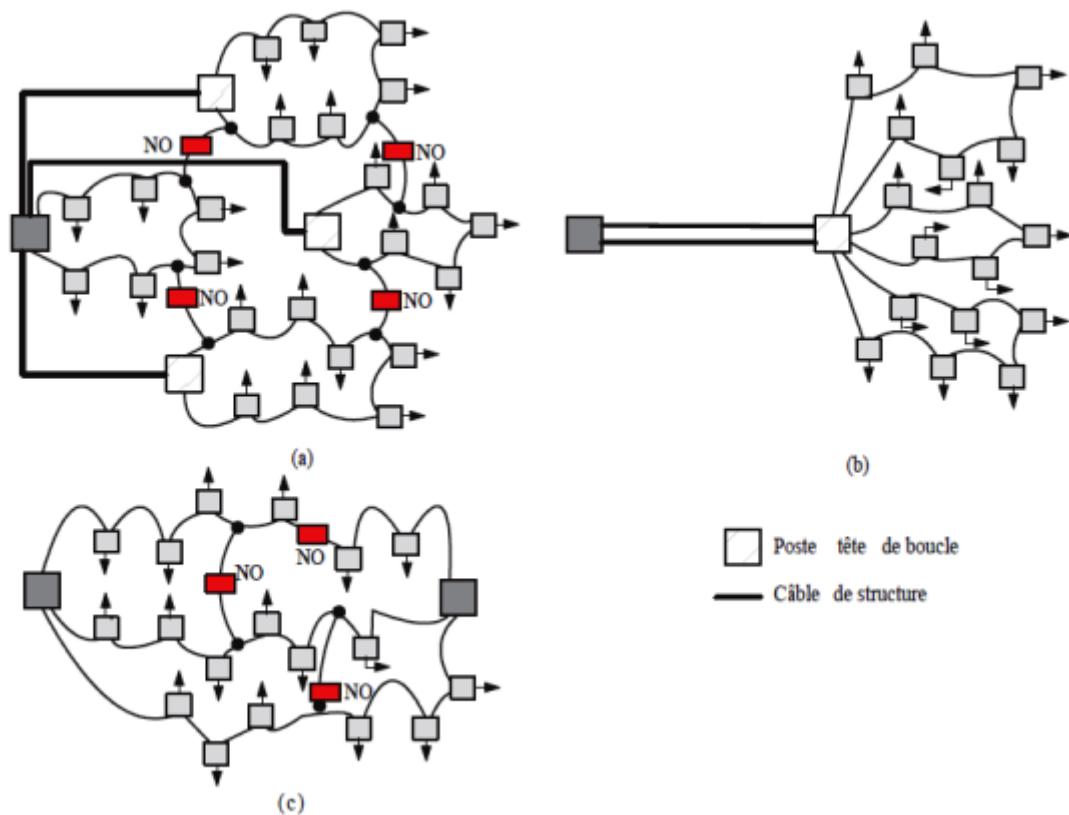 NO
NO
NO
NO
(a)
(b)
NO
NO
NO
Poste tête de boucle
Câble de structure
(c)